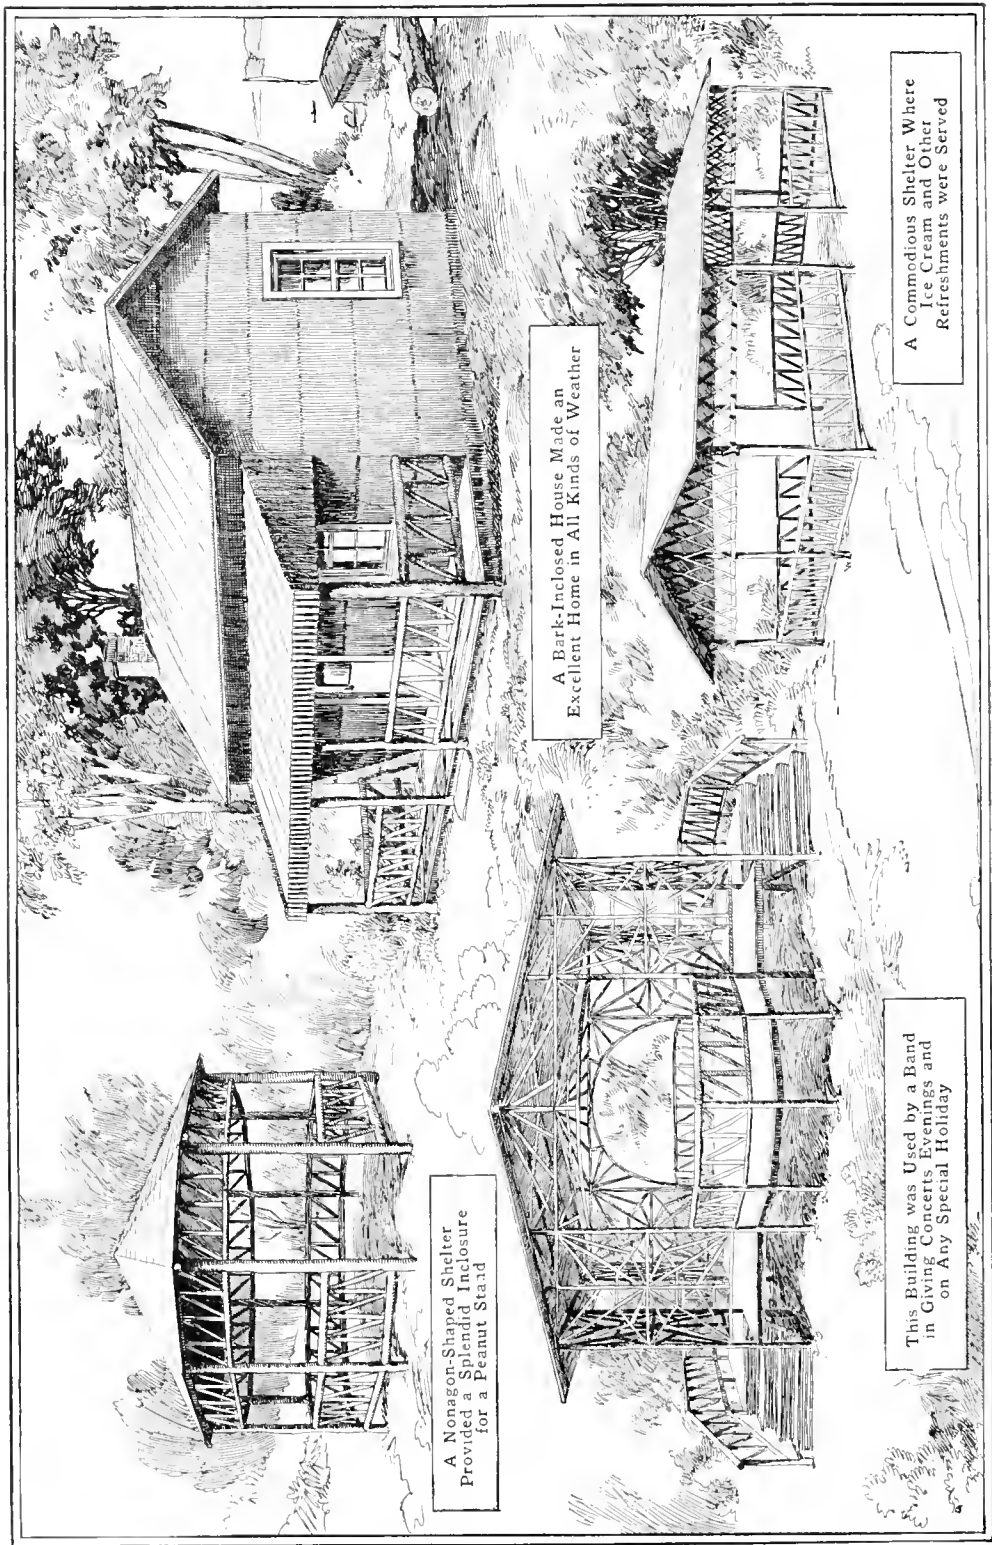 A Nonagon-Shaped Shelter
Provided a Splendid Inclosure
for a Peanut Stand
A Bark-Inclosed House Made an
Excellent Home in All Kinds of Weather
This Building was Used by a Band
in Giving Concerts Evenings and
on Any Special Holiday
A Commodious Shelter Where
Ice Cream and Other
Refreshments were Served